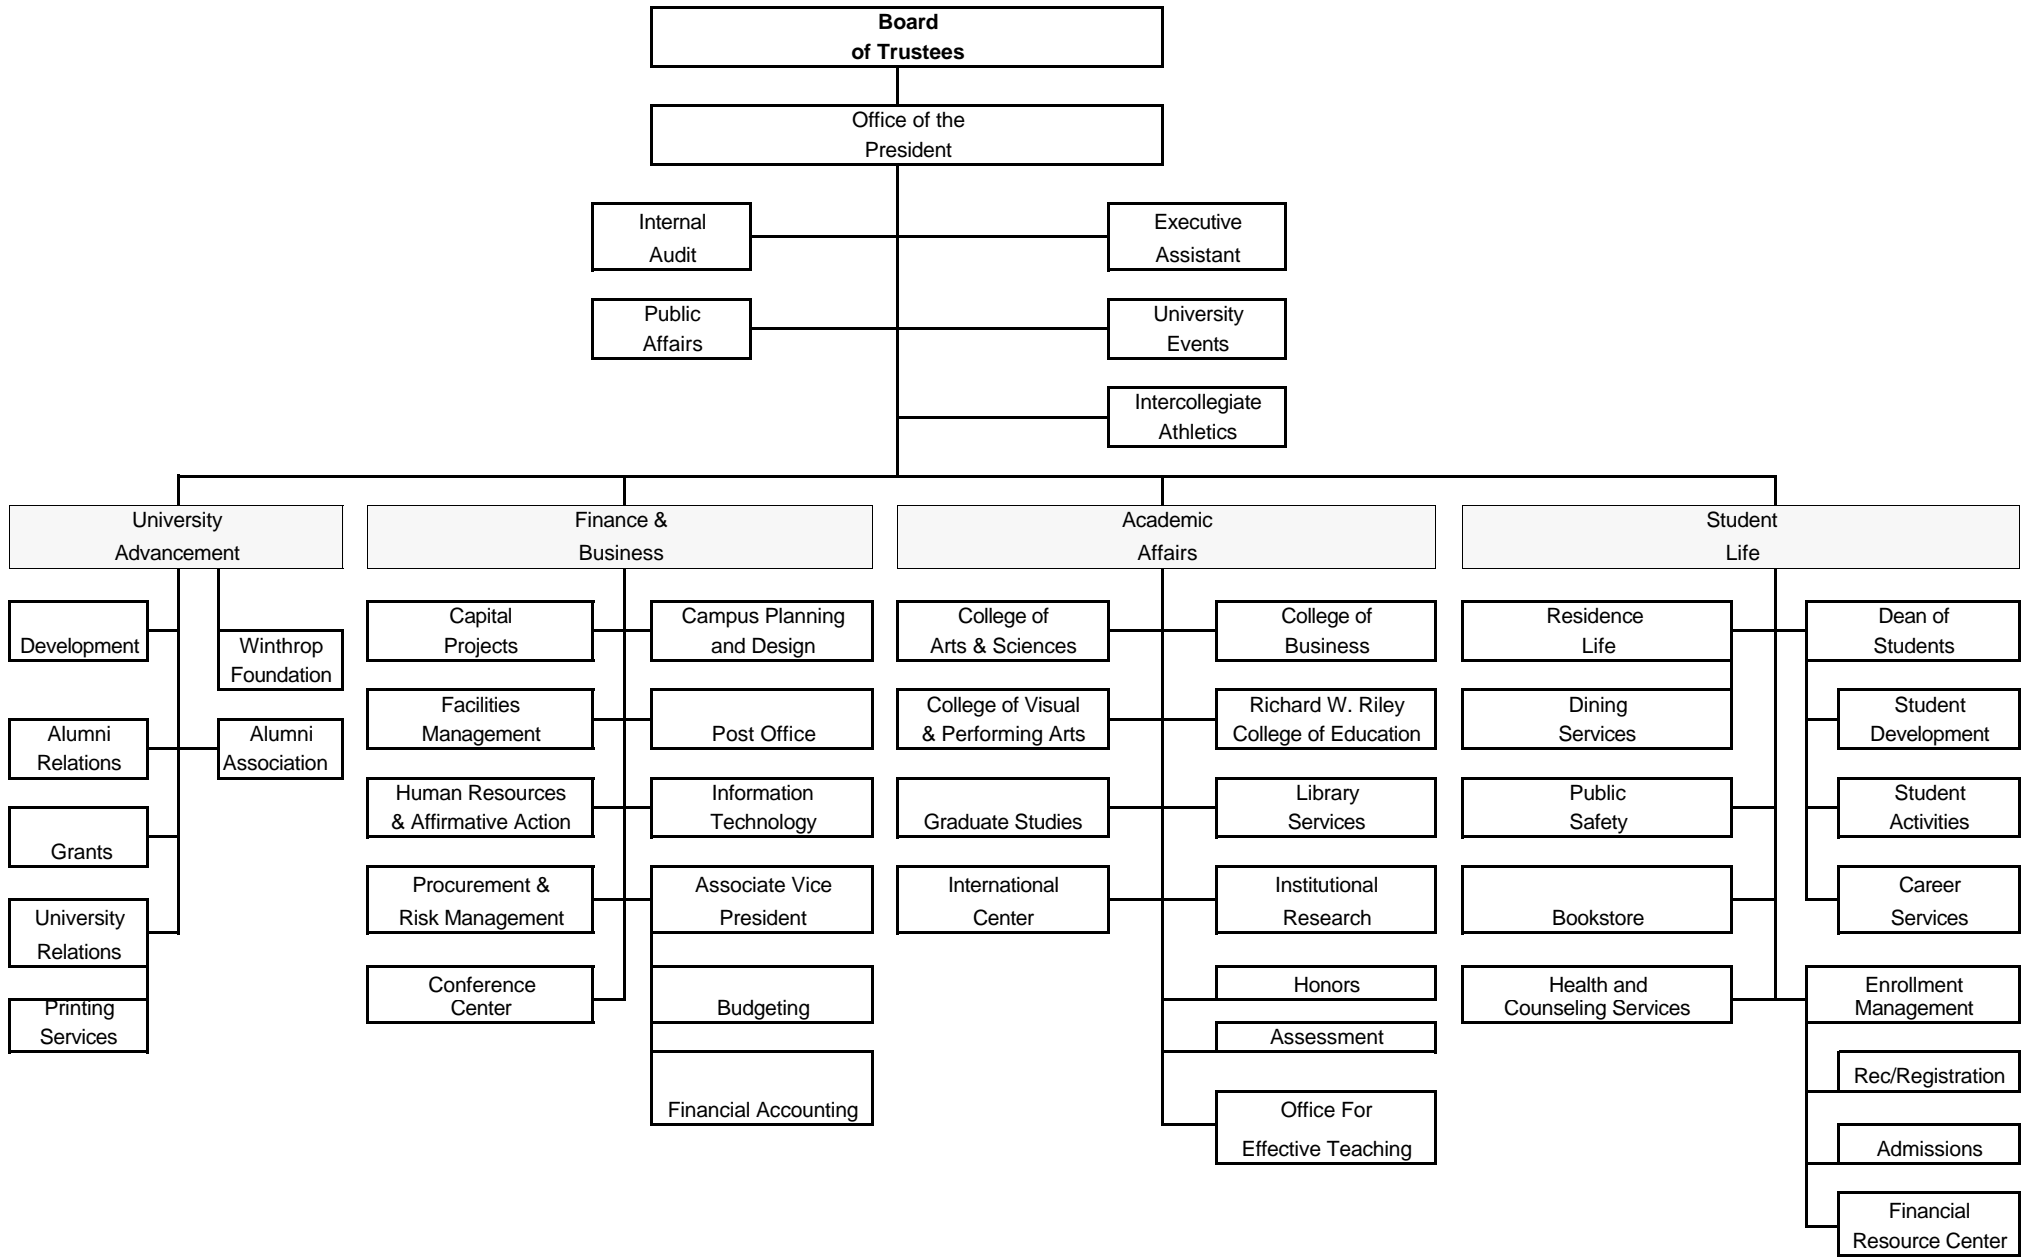 Board
of Trustees
Office of the
President
Internal
Audit
Executive
Assistant
Public
Affairs
University
Events
Intercollegiate
Athletics
University
Advancement
Finance &
Business
Academic
Affairs
Student
Life
Development
Winthrop
Foundation
Alumni
Relations
Alumni
Association
Grants
University
Relations
Printing
Services
Capital
Projects
Campus Planning
and Design
Facilities
Management
Post Office
Human Resources
& Affirmative Action
Information
Technology
Procurement &
Risk Management
Associate Vice
President
Conference
Center
Budgeting
Financial Accounting
College of
Arts & Sciences
College of
Business
College of Visual
& Performing Arts
Richard W. Riley
College of Education
Graduate Studies
Library
Services
International
Center
Institutional
Research
Honors
Assessment
Office For
Effective Teaching
Residence
Life
Dean of
Students
Dining
Services
Student
Development
Public
Safety
Student
Activities
Bookstore
Career
Services
Health and
Counseling Services
Enrollment
Management
Rec/Registration
Admissions
Financial
Resource Center